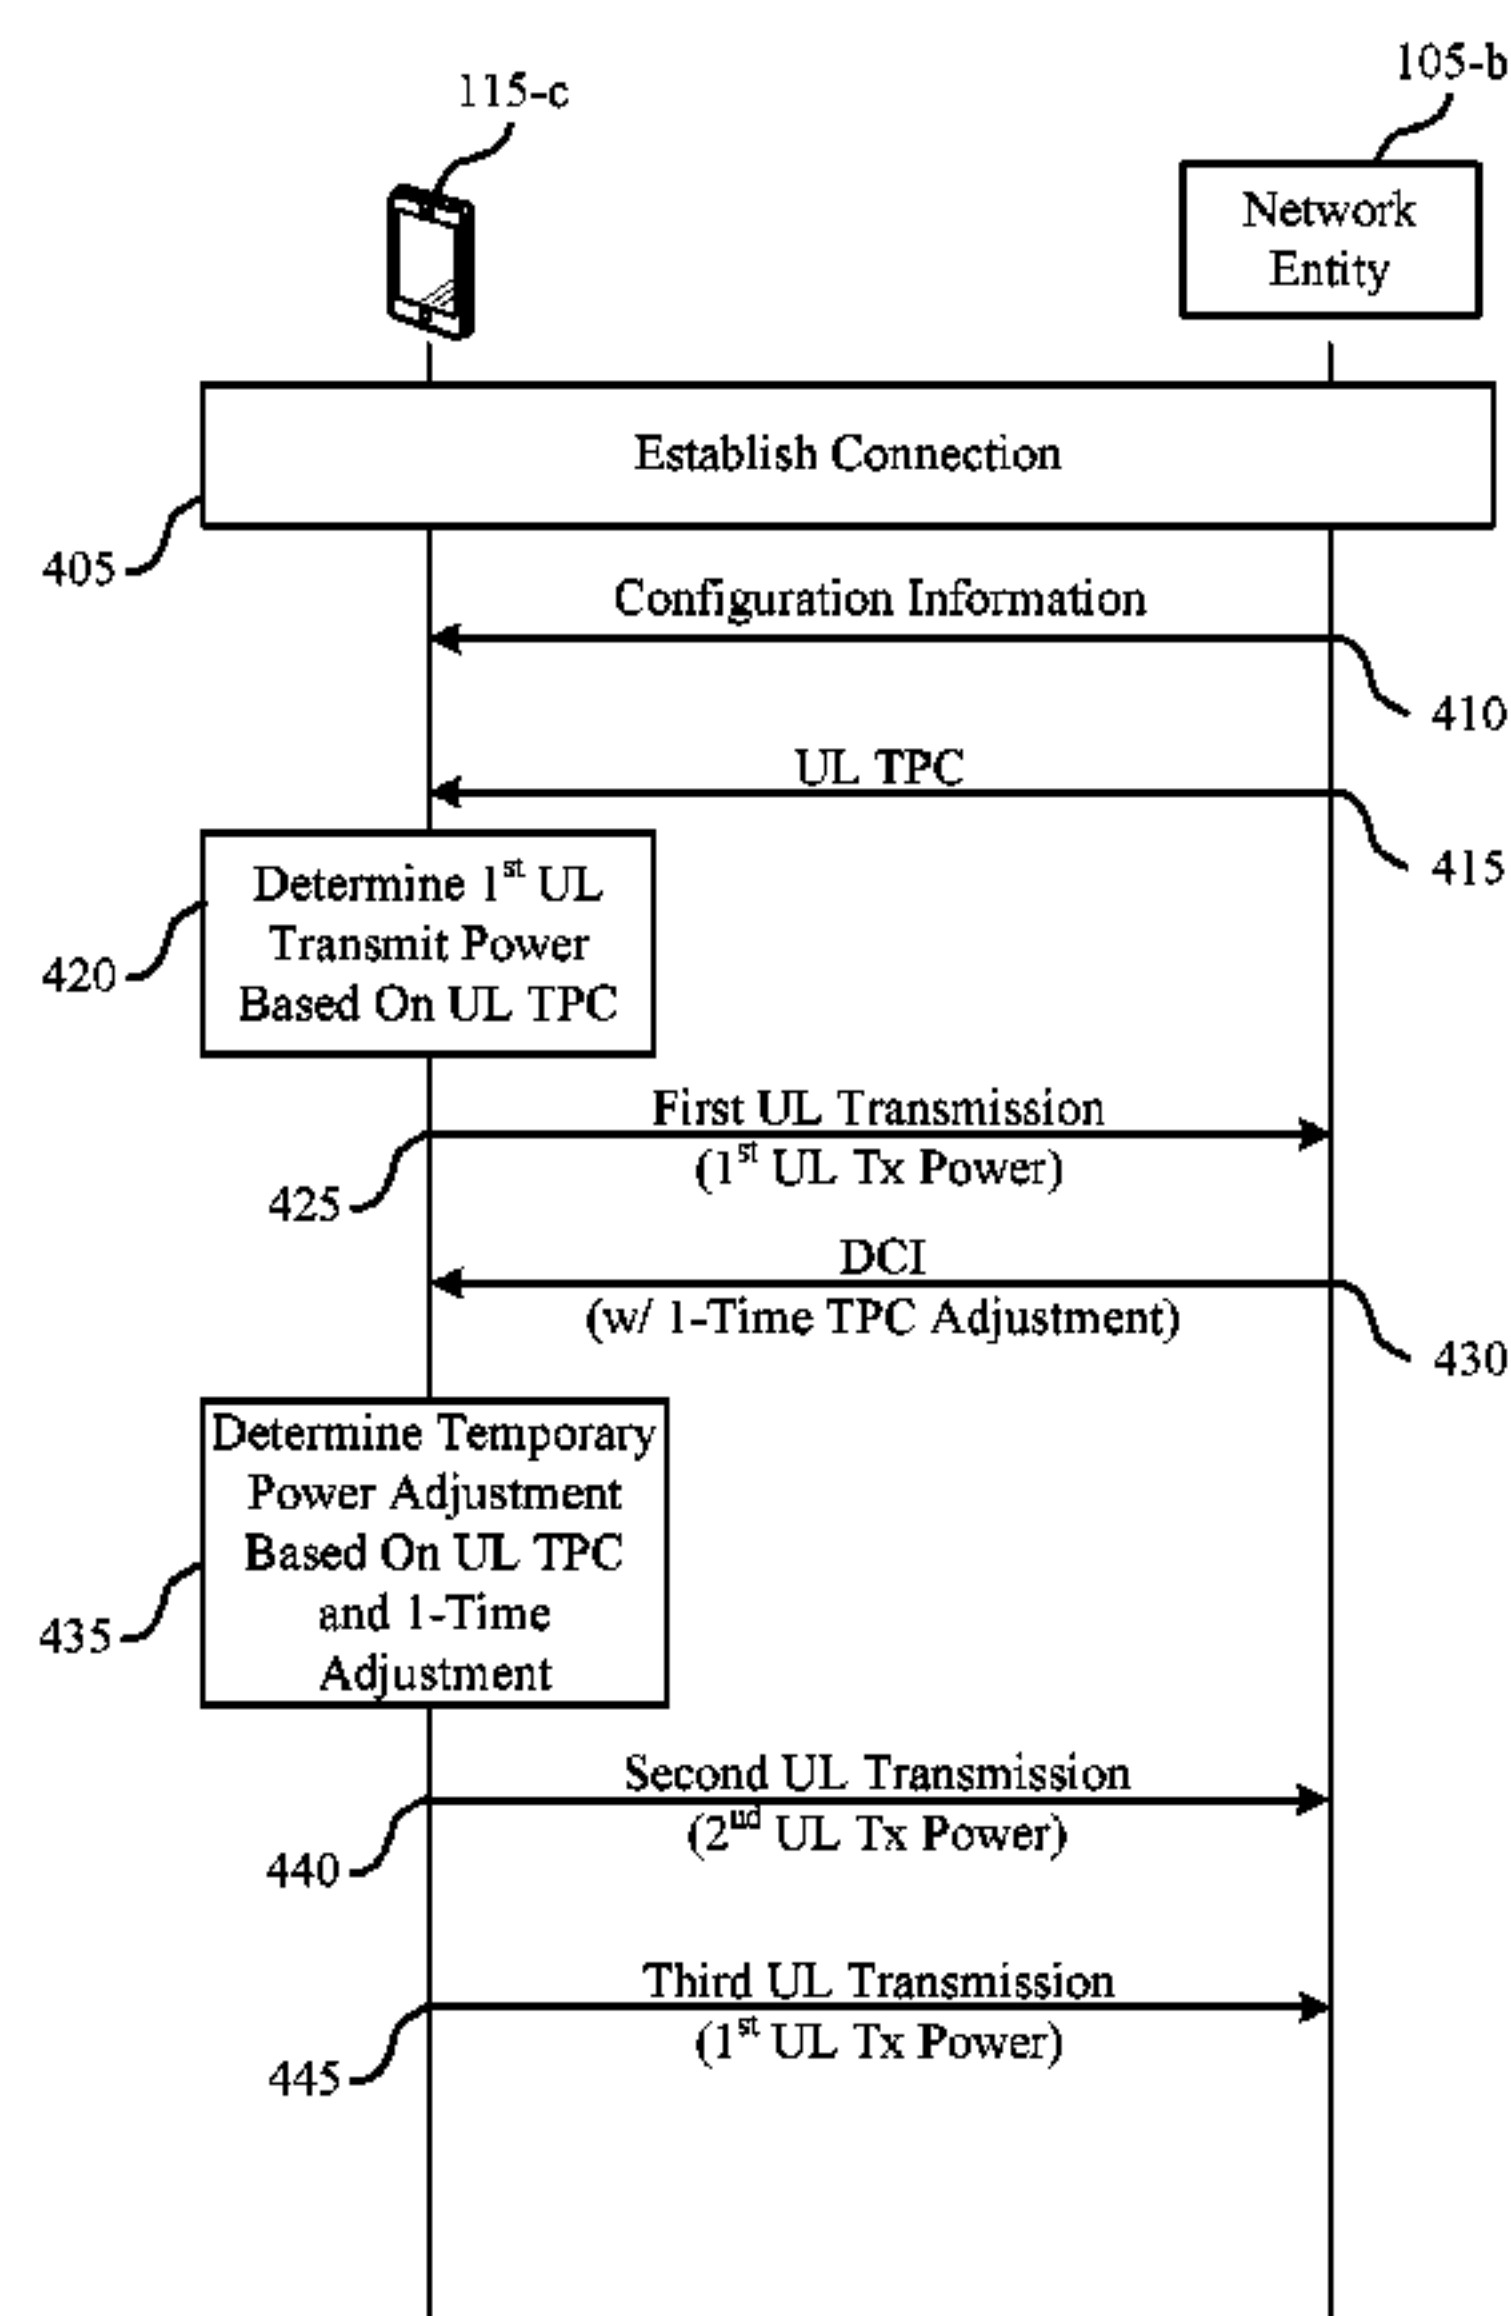 115-c
105-b
Network
Entity
Establish Connection
405
Configuration Information
410
UL TPC
415
Determine 1st UL
Transmit Power
Based On UL TPC
420
First UL Transmission
(1st UL Tx Power)
425
DCI
(w/ 1-Time TPC Adjustment)
430
Determine Temporary
Power Adjustment
Based On UL TPC
and 1-Time
Adjustment
435
Second UL Transmission
(2nd UL Tx Power)
440
Third UL Transmission
(1st UL Tx Power)
445